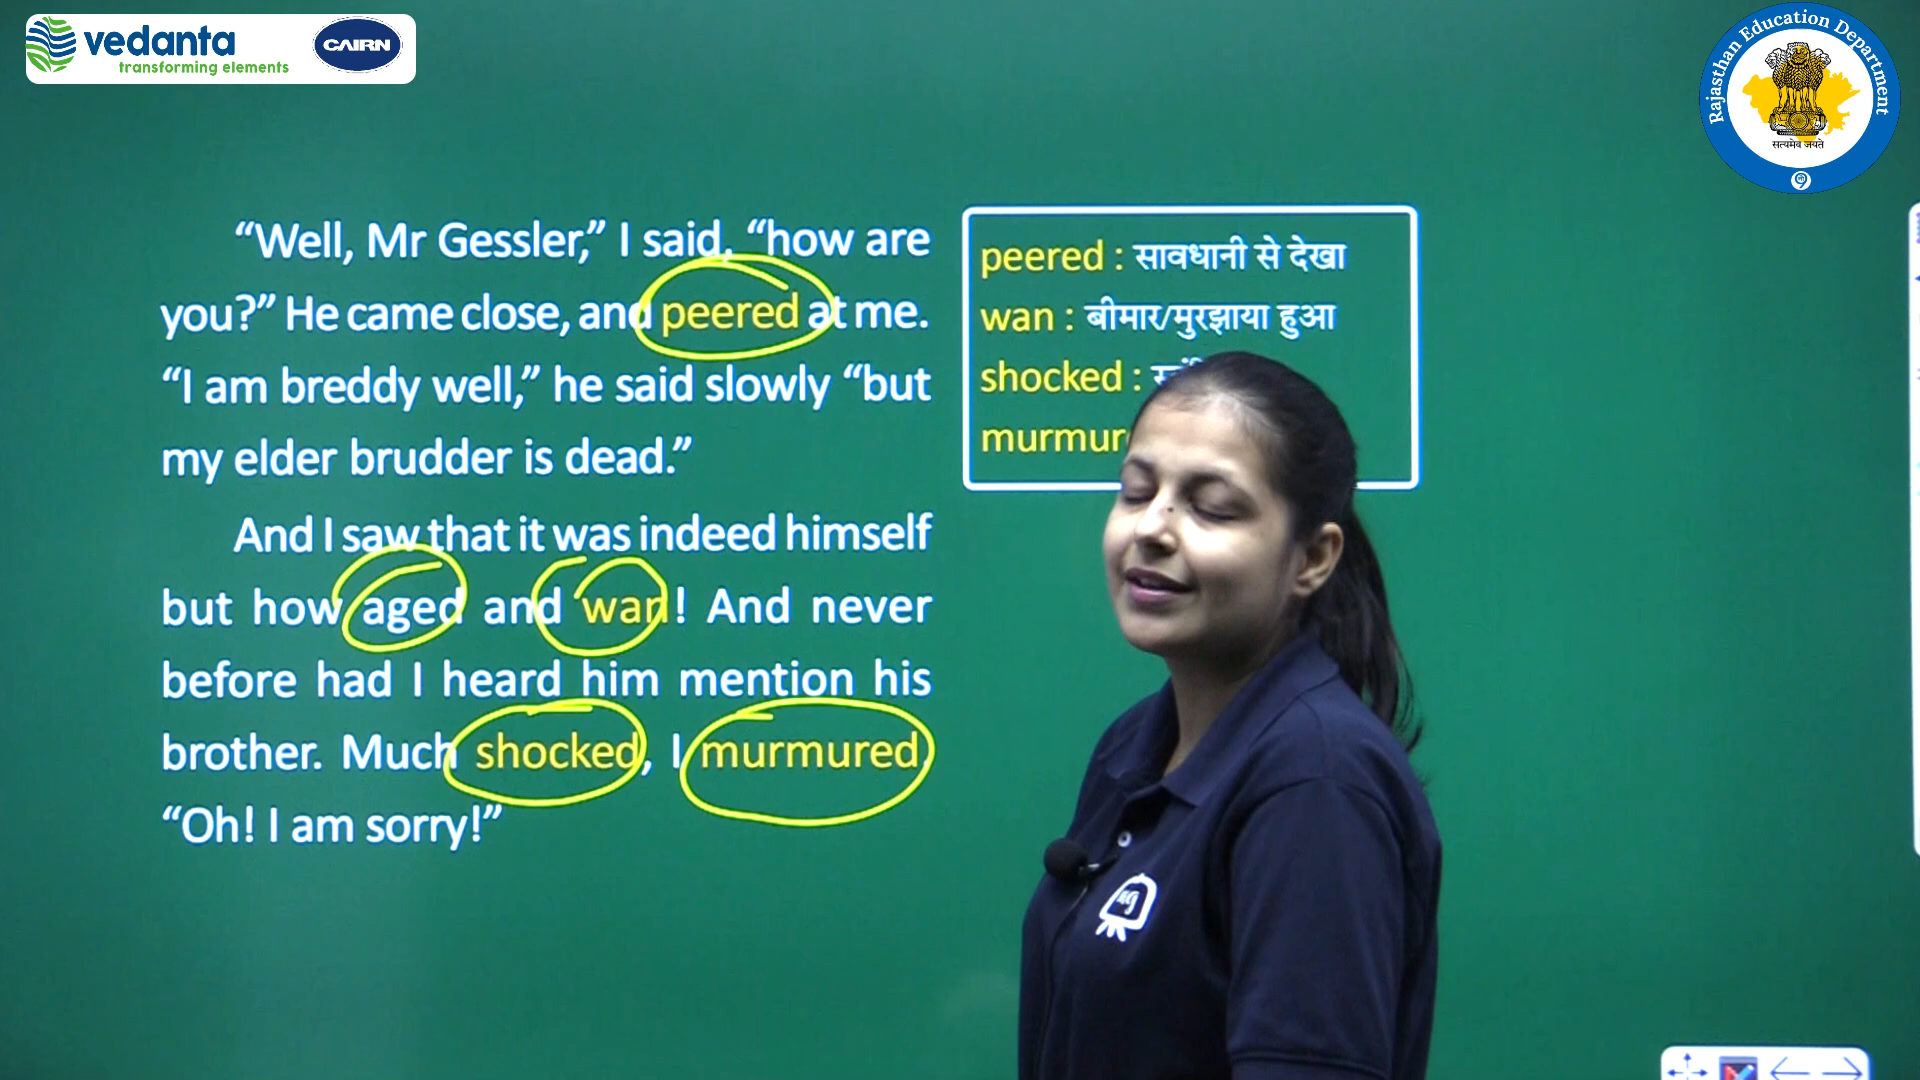 vedanta
transforming elements
CAIRN
Rajasthan Education Department
सत्यमेव जयते
“Well, Mr Gessler,” I said, “how are
you?” He came close, and peered at me.
“I am breddy well,” he said slowly “but
my elder brudder is dead.”
And I saw that it was indeed himself
but how aged and wan! And never
before had I heard him mention his
brother. Much shocked, I murmured,
“Oh! I am sorry!”
peered : सावधानी से देखा
wan : बीमार/मुरझाया हुआ
shocked :